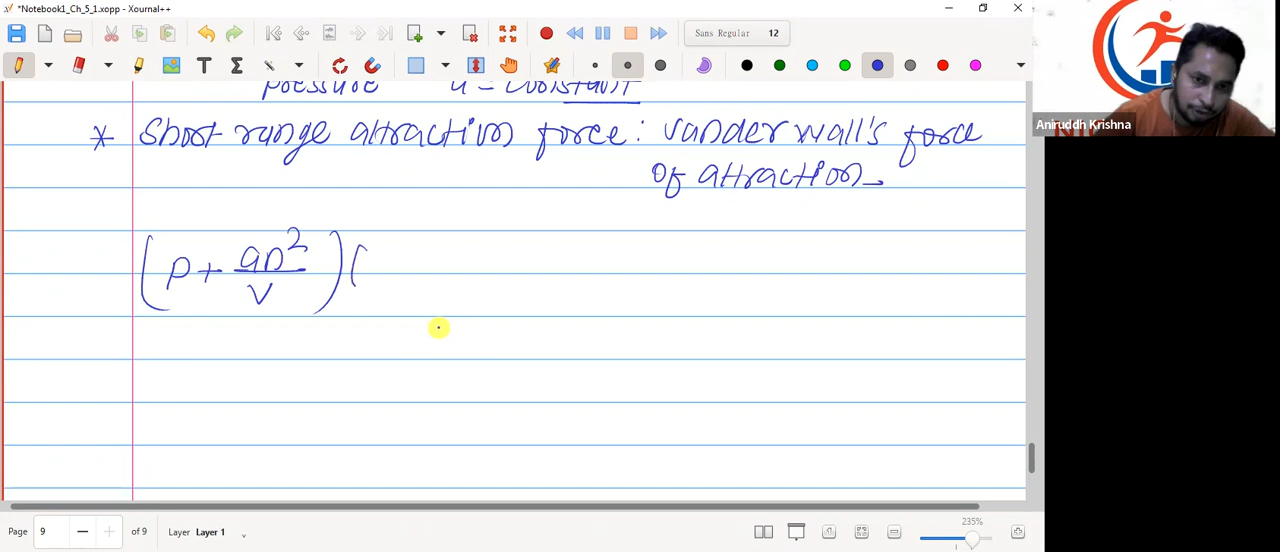 *Notebook1_Ch_5_1.xopp - Xournal++
Sans Regular 12
pressure u = constant
* Short range attraction force: vander wall's force
of attraction
(P + an²/V)(
Aniruddh Krishna
Page 9 of 9 Layer Layer 1 235%